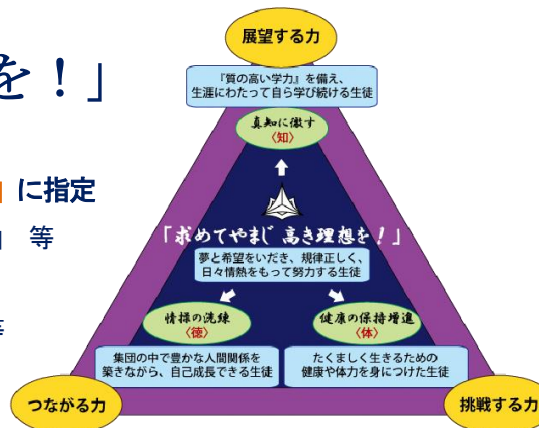 を！」
展望する力
『質の高い学力』を備え、
生涯にわたって自ら学び続ける生徒
真知に徹す
〈知〉
に指定
」 等
「求めてやまじ 高き理想を！」
夢と希望をいだき、規律正しく、
日々情熱をもって努力する生徒
情操の洗練
〈徳〉
健康の保持増進
〈体〉
集団の中で豊かな人間関係を
築きながら、自己成長できる生徒
たくましく生きるための
健康や体力を身につけた生徒
つながる力
挑戦する力